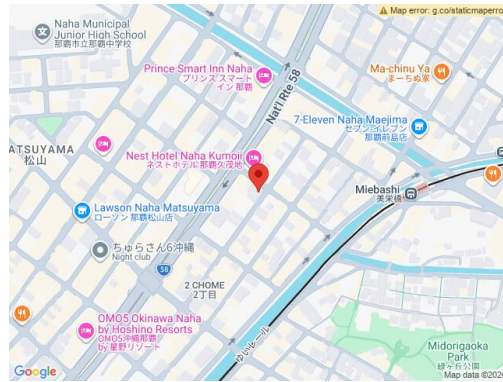 Map error: g.co/staticmaperro
Naha Municipal
Junior High School
那覇市立那覇中学校
Prince Smart Inn Naha
プリンス スマート
イン 那覇
Nat'l Rte 58
Ma-chinu Ya
まーちぬ家
7-Eleven Naha Maejima
セブン-イレブン
那覇前島店
ATSUYAMA
松山
Nest Hotel Naha Kumoji
ネストホテル 那覇久茂地
Miebashi
美栄橋
Lawson Naha Matsuyama
ローソン 那覇松山店
ちゅらさん6沖縄
Night club
58
2 CHOME
2丁目
OMO5 Okinawa Naha
by Hoshino Resorts
OMO5沖縄那覇
by 星野リゾート
ゆいレール
Midorigaoka
Park
緑ヶ丘公園
Google
Map data ©202